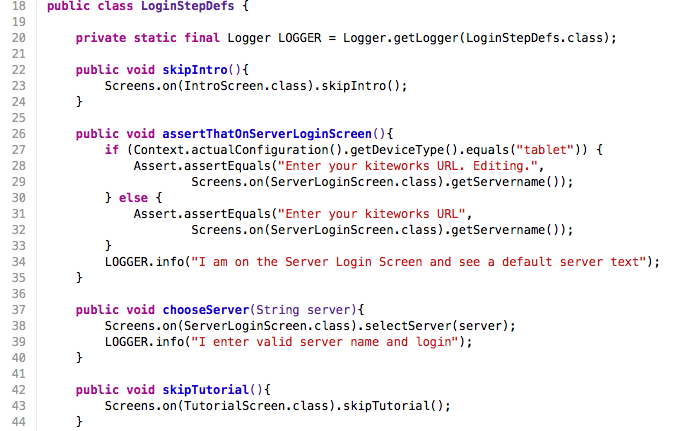 18 public class LoginStepDefs {
19
20     private static final Logger LOGGER = Logger.getLogger(LoginStepDefs.class);
21
22     public void skipIntro(){
23         Screens.on(IntroScreen.class).skipIntro();
24     }
25
26     public void assertThatOnServerLoginScreen(){
27         if (Context.actualConfiguration().getDeviceType().equals("tablet")) {
28             Assert.assertEquals("Enter your kiteworks URL. Editing.",
29                     Screens.on(ServerLoginScreen.class).getServername());
30         } else {
31             Assert.assertEquals("Enter your kiteworks URL",
32                     Screens.on(ServerLoginScreen.class).getServername());
33         }
34         LOGGER.info("I am on the Server Login Screen and see a default server text");
35     }
36
37     public void chooseServer(String server){
38         Screens.on(ServerLoginScreen.class).selectServer(server);
39         LOGGER.info("I enter valid server name and login");
40     }
41
42     public void skipTutorial(){
43         Screens.on(TutorialScreen.class).skipTutorial();
44     }